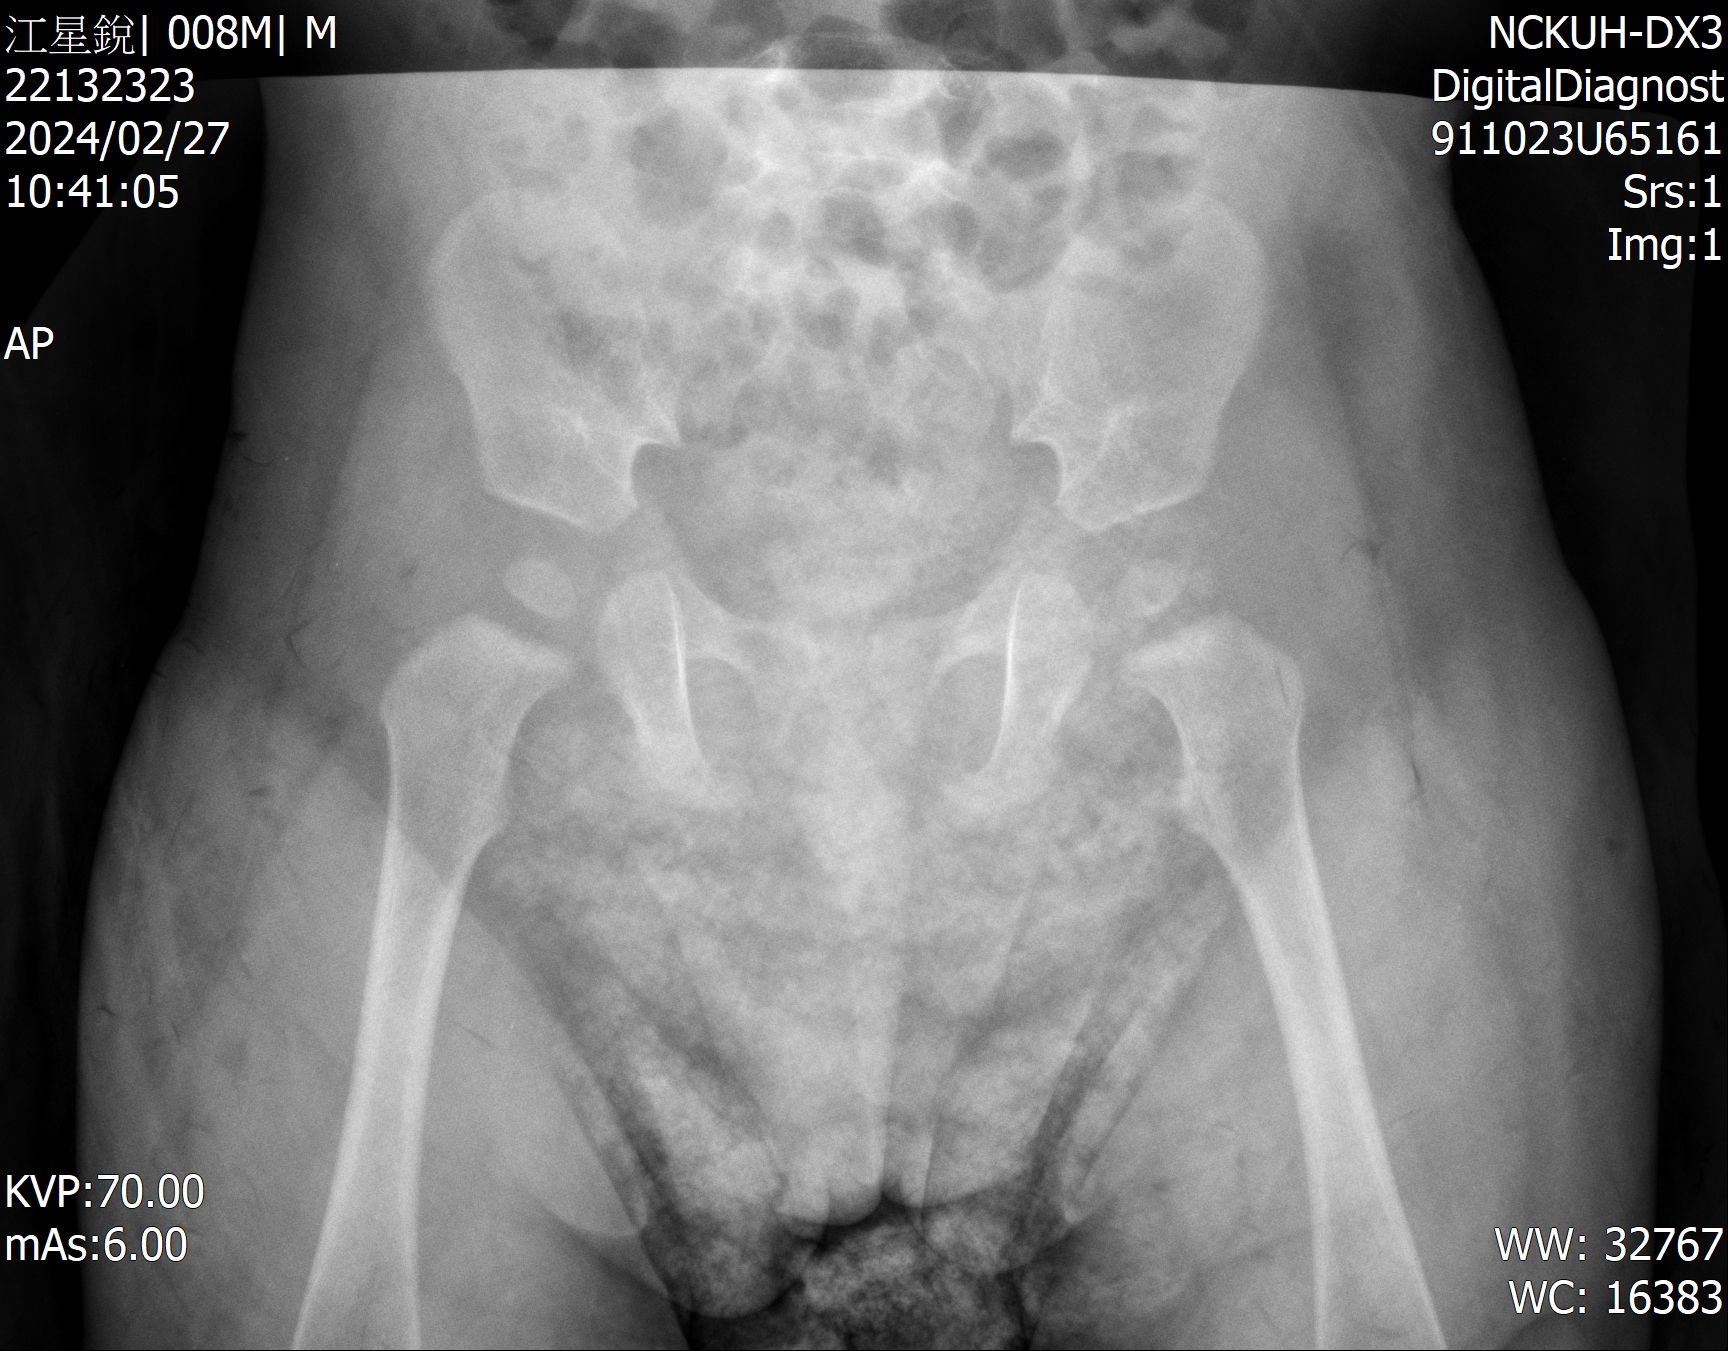 江星銳| 008M| M
22132323
2024/02/27
10:41:05
AP
KVP:70.00
mAs:6.00
NCKUH-DX3
DigitalDiagnost
911023U65161
Srs:1
Img:1
WW: 32767
WC: 16383